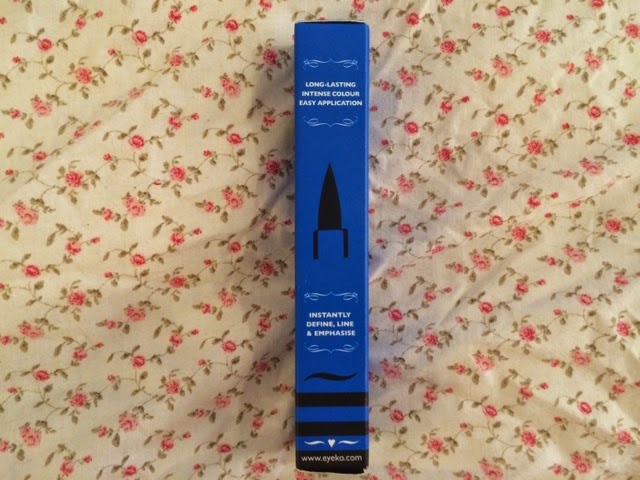 LONG-LASTING
INTENSE COLOUR
EASY APPLICATION
INSTANTLY
DEFINE, LINE
& EMPHASISE
www.eyeko.com